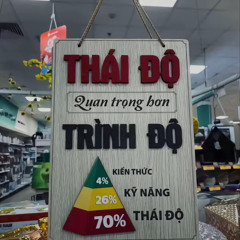 THÁI ĐỘ
Quan trọng hơn
TRÌNH ĐỘ
4% KIẾN THỨC
26% KỸ NĂNG
70% THÁI ĐỘ